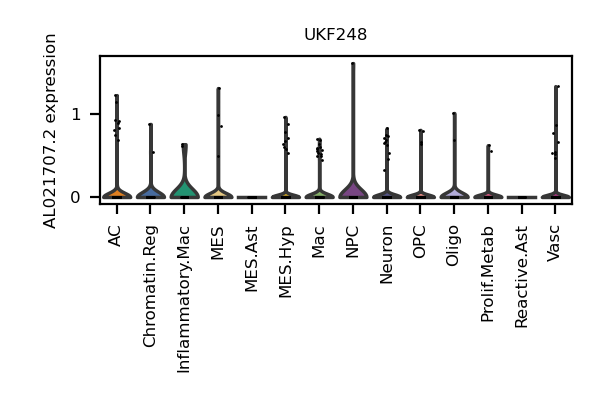 UKF248
AL021707.2 expression
1
0
AC
Chromatin.Reg
Inflammatory.Mac
MES
MES.Ast
MES.Hyp
Mac
NPC
Neuron
OPC
Oligo
Prolif.Metab
Reactive.Ast
Vasc